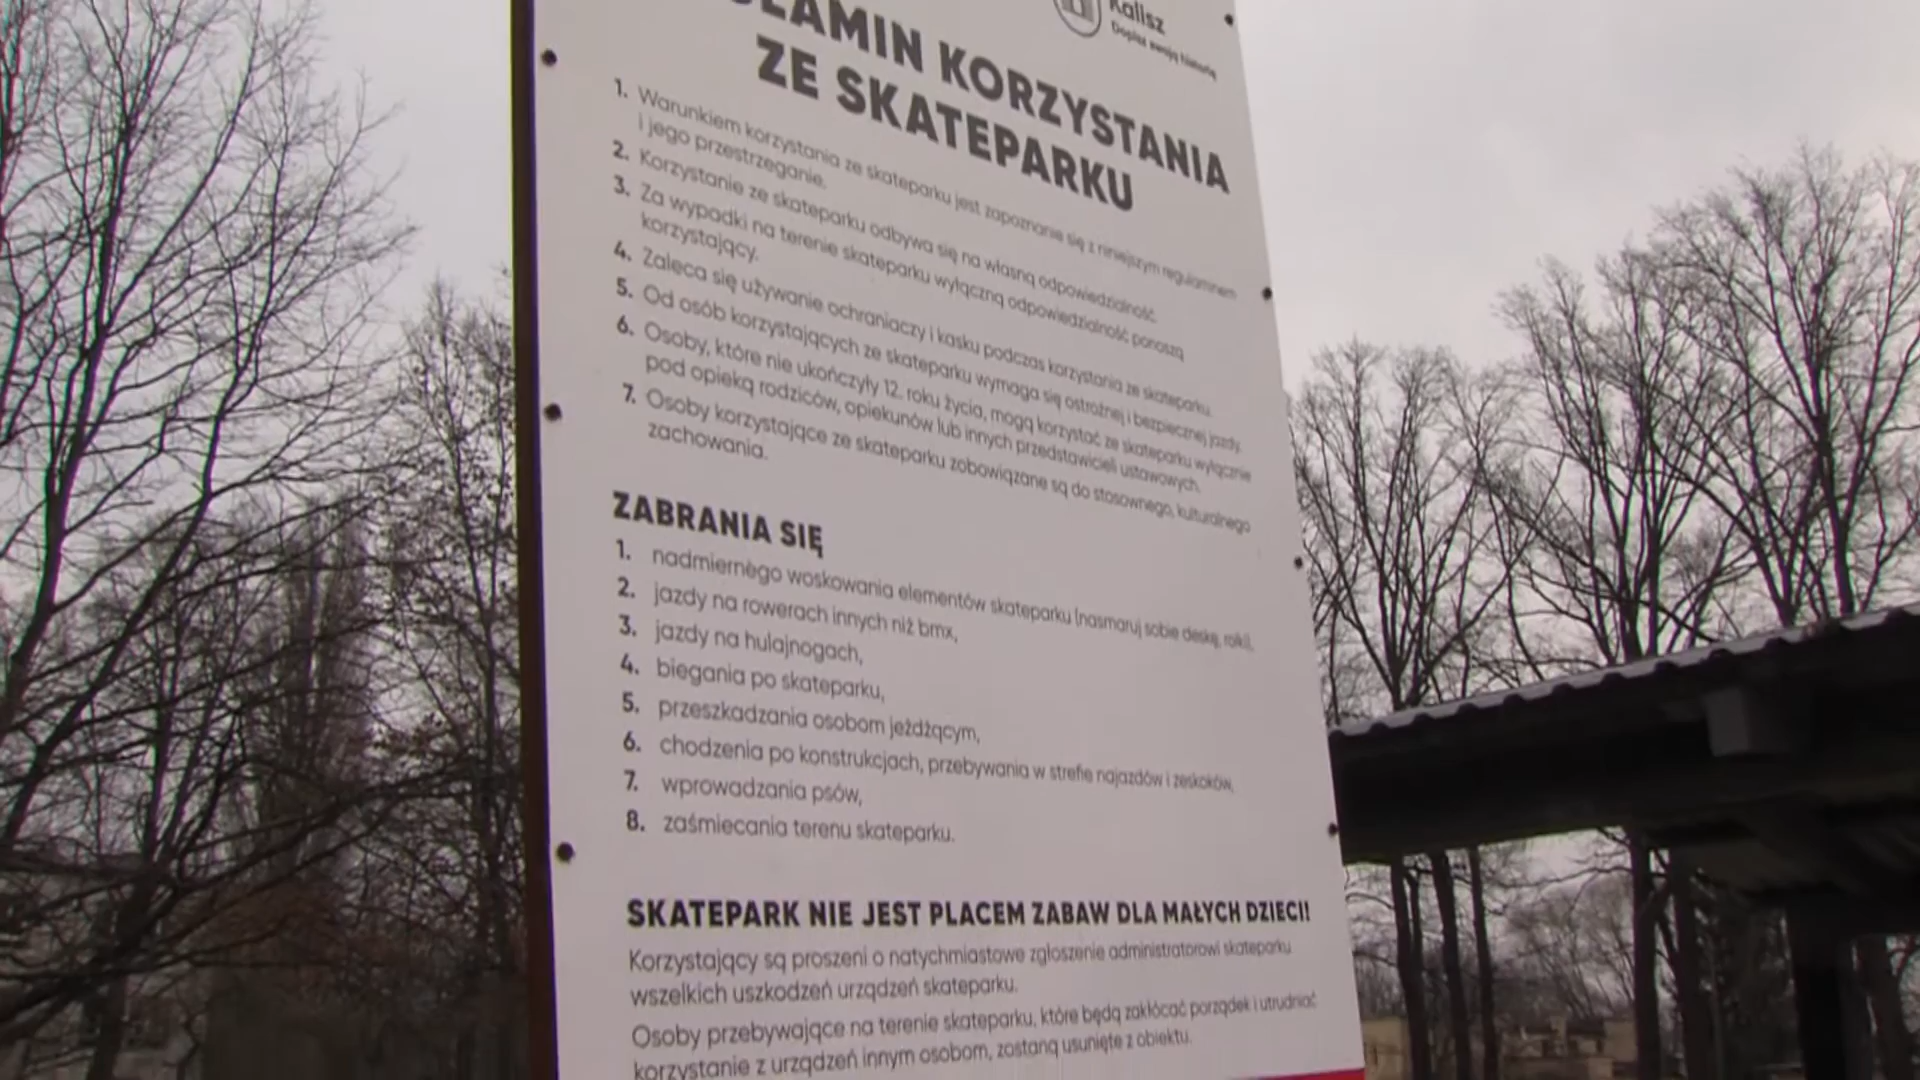 Kalisz
Dopisz swoją historię
LAMIN KORZYSTANIA
ZE SKATEPARKU
1. Warunkiem korzystania ze skateparku jest zapoznanie się z niniejszym regulaminem
i jego przestrzeganie.
2. Korzystanie ze skateparku odbywa się na własną odpowiedzialność.
3. Za wypadki na terenie skateparku wyłączną odpowiedzialność ponoszą
korzystający.
4. Zaleca się używanie ochraniaczy i kasku podczas korzystania ze skateparku.
5. Od osób korzystających ze skateparku wymaga się ostrożnej i bezpiecznej jazdy.
6. Osoby, które nie ukończyły 12. roku życia, mogą korzystać ze skateparku wyłącznie
pod opieką rodziców, opiekunów lub innych przedstawicieli ustawowych.
7. Osoby korzystające ze skateparku zobowiązane są do stosownego, kulturalnego
zachowania.
ZABRANIA SIĘ
1. nadmiernego woskowania elementów skateparku (nasmaruj sobie deskę, rolki),
2. jazdy na rowerach innych niż bmx,
3. jazdy na hulajnogach,
4. biegania po skateparku,
5. przeszkadzania osobom jeżdżącym,
6. chodzenia po konstrukcjach, przebywania w strefie najazdów i zeskoków,
7. wprowadzania psów,
8. zaśmiecania terenu skateparku.
SKATEPARK NIE JEST PLACEM ZABAW DLA MAŁYCH DZIECI!
Korzystający są proszeni o natychmiastowe zgłoszenie administratorowi skateparku
wszelkich uszkodzeń urządzeń skateparku.
Osoby przebywające na terenie skateparku, które będą zakłócać porządek i utrudniać
korzystanie z urządzeń innym osobom, zostaną usunięte z obiektu.